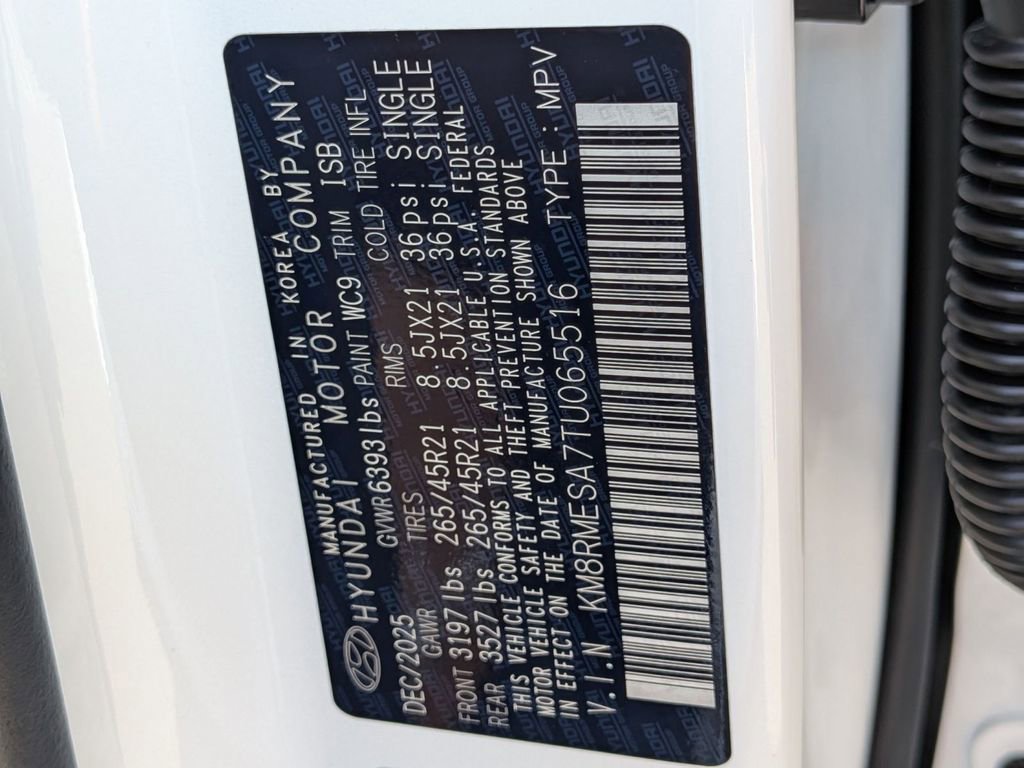 MANUFACTURED IN KOREA BY
HYUNDAI MOTOR COMPANY
DEC/2025 GVWR 6393 lbs PAINT WC9 TRIM ISB
GAWR TIRES RIMS COLD TIRE INFL
FRONT 3197 lbs 265/45R21 8.5JX21 36psi SINGLE
REAR 3527 lbs 265/45R21 8.5JX21 36psi SINGLE
THIS VEHICLE CONFORMS TO ALL APPLICABLE U.S.A. FEDERAL
MOTOR VEHICLE SAFETY AND THEFT PREVENTION STANDARDS
IN EFFECT ON THE DATE OF MANUFACTURE SHOWN ABOVE
V.I.N KM8RMESA7TU065516 TYPE : MPV